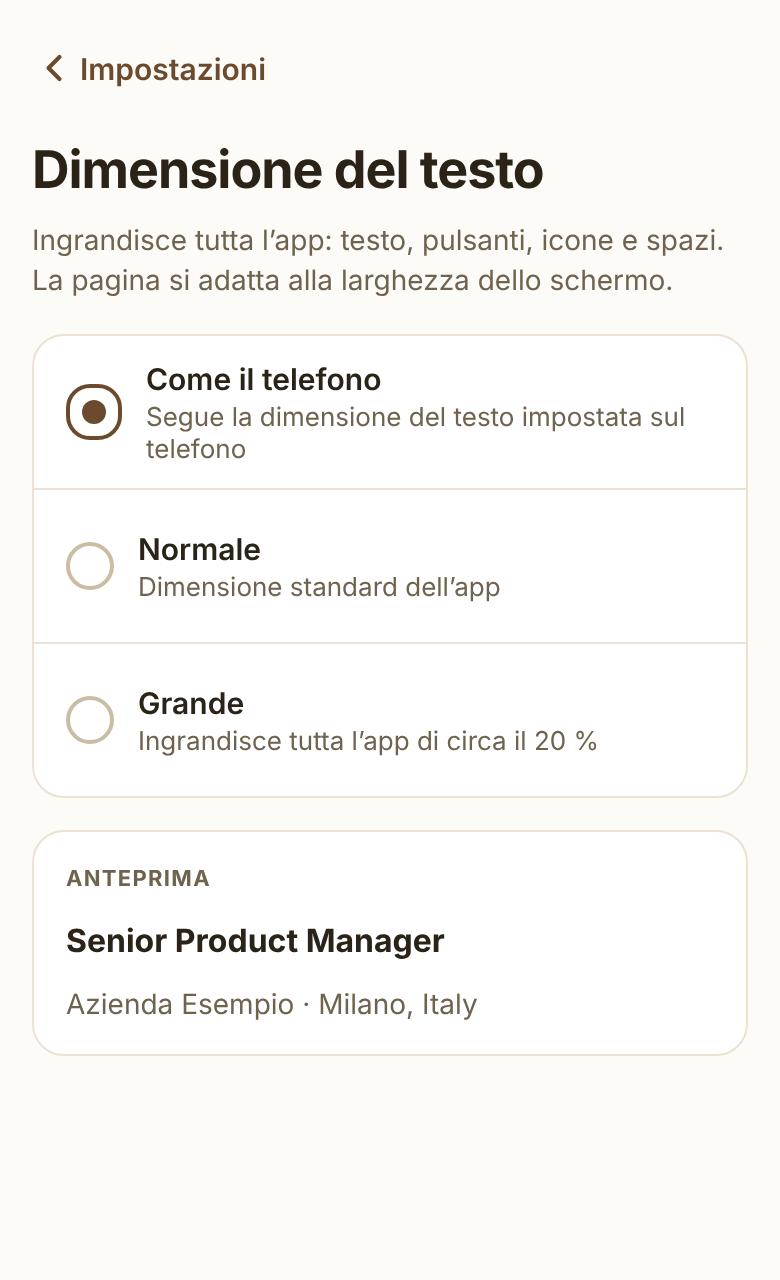 Impostazioni
Dimensione del testo
Ingrandisce tutta l’app: testo, pulsanti, icone e spazi.
La pagina si adatta alla larghezza dello schermo.
Come il telefono
Segue la dimensione del testo impostata sul
telefono
Normale
Dimensione standard dell’app
Grande
Ingrandisce tutta l’app di circa il 20 %
ANTEPRIMA
Senior Product Manager
Azienda Esempio · Milano, Italy